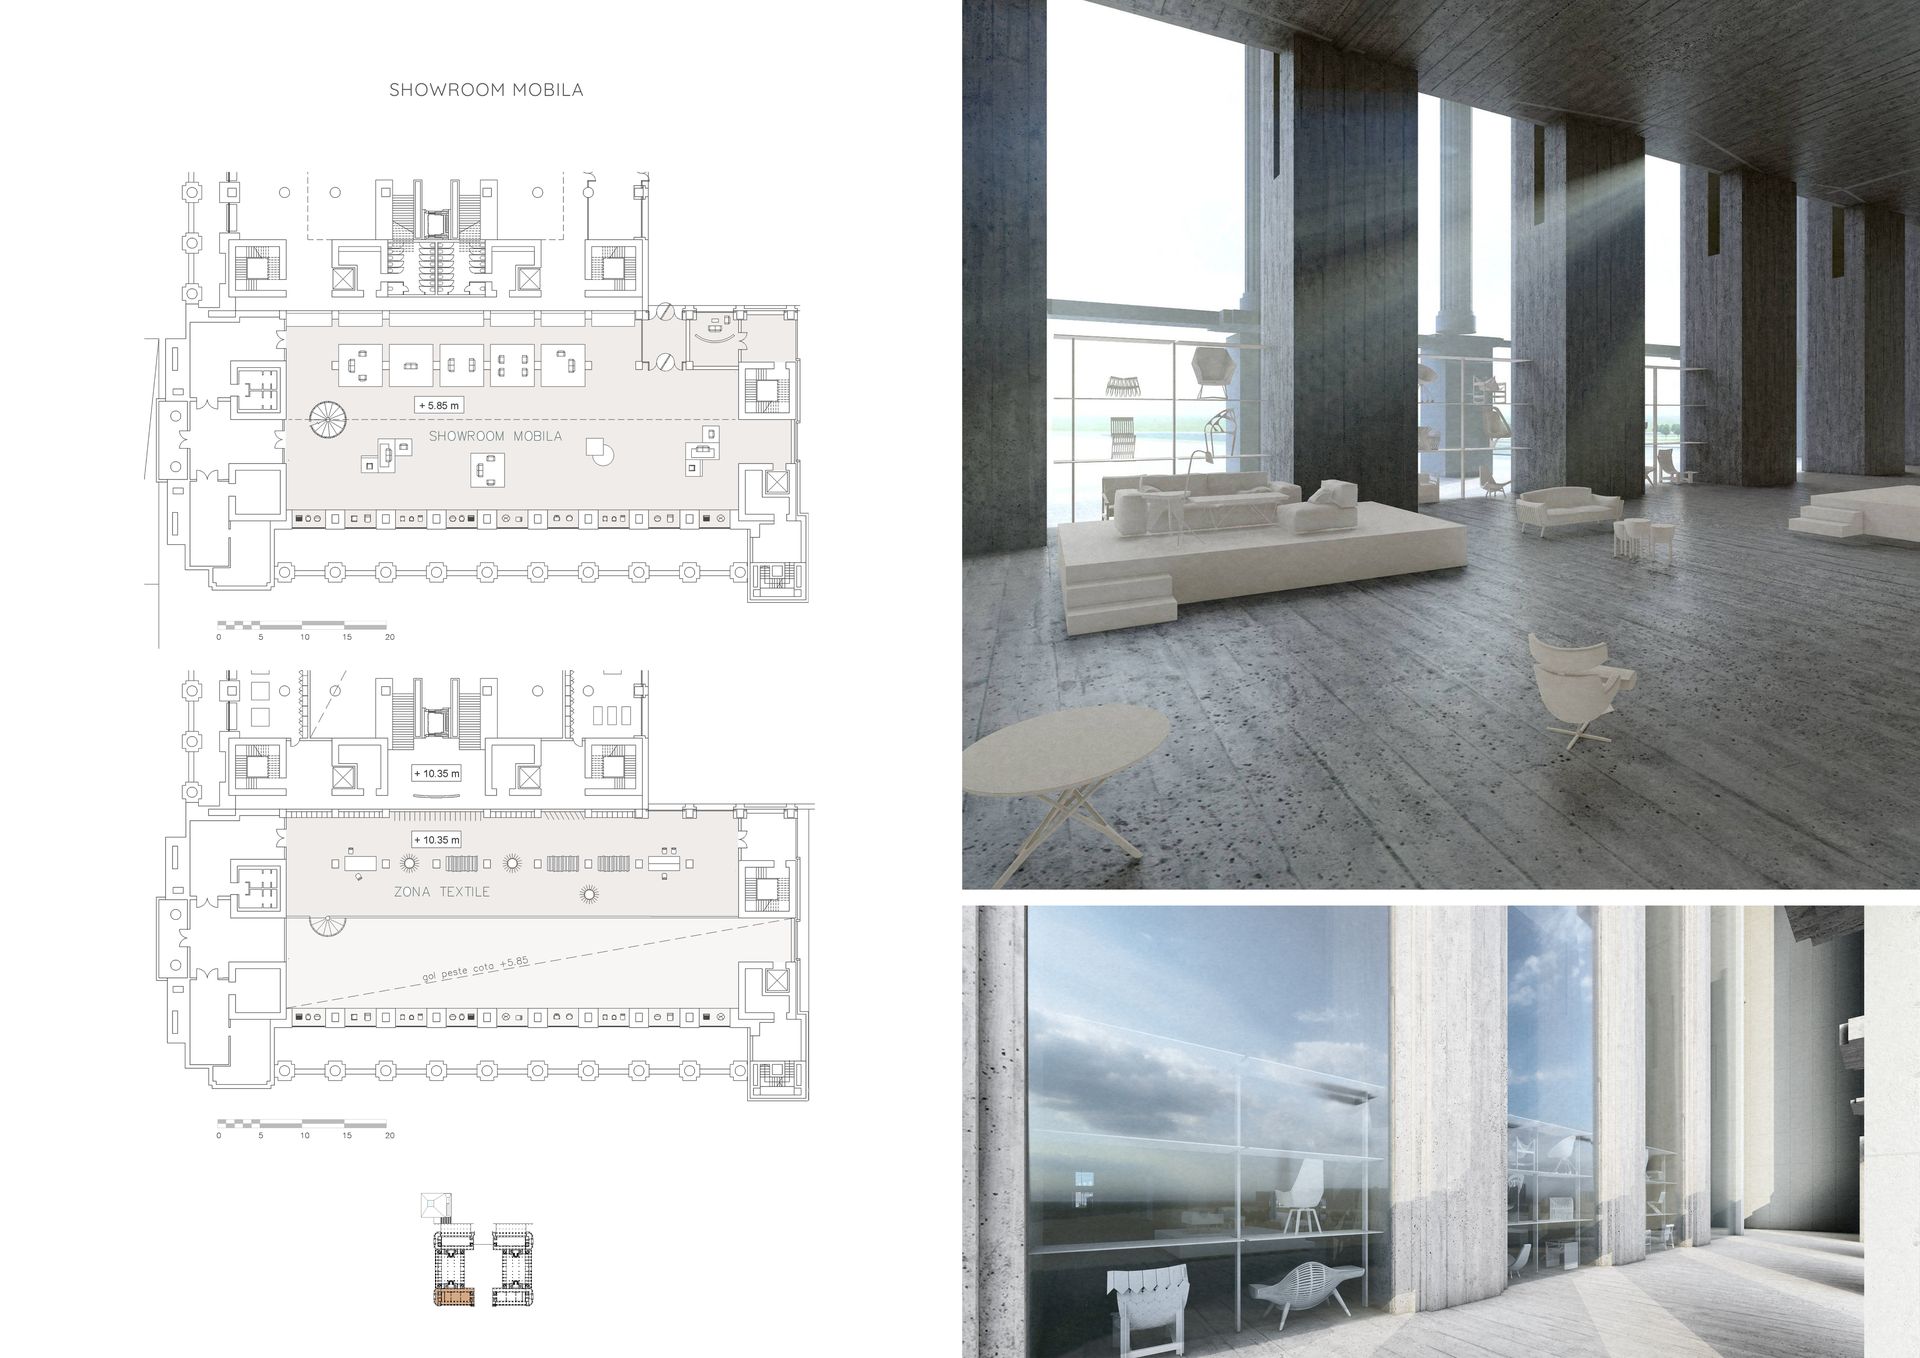 SHOWROOM MOBILA
+ 5.85 m
SHOWROOM MOBILA
0 5 10 15 20
+ 10.35 m
+ 10.35 m
ZONA TEXTILE
gol peste cota +5.85
0 5 10 15 20